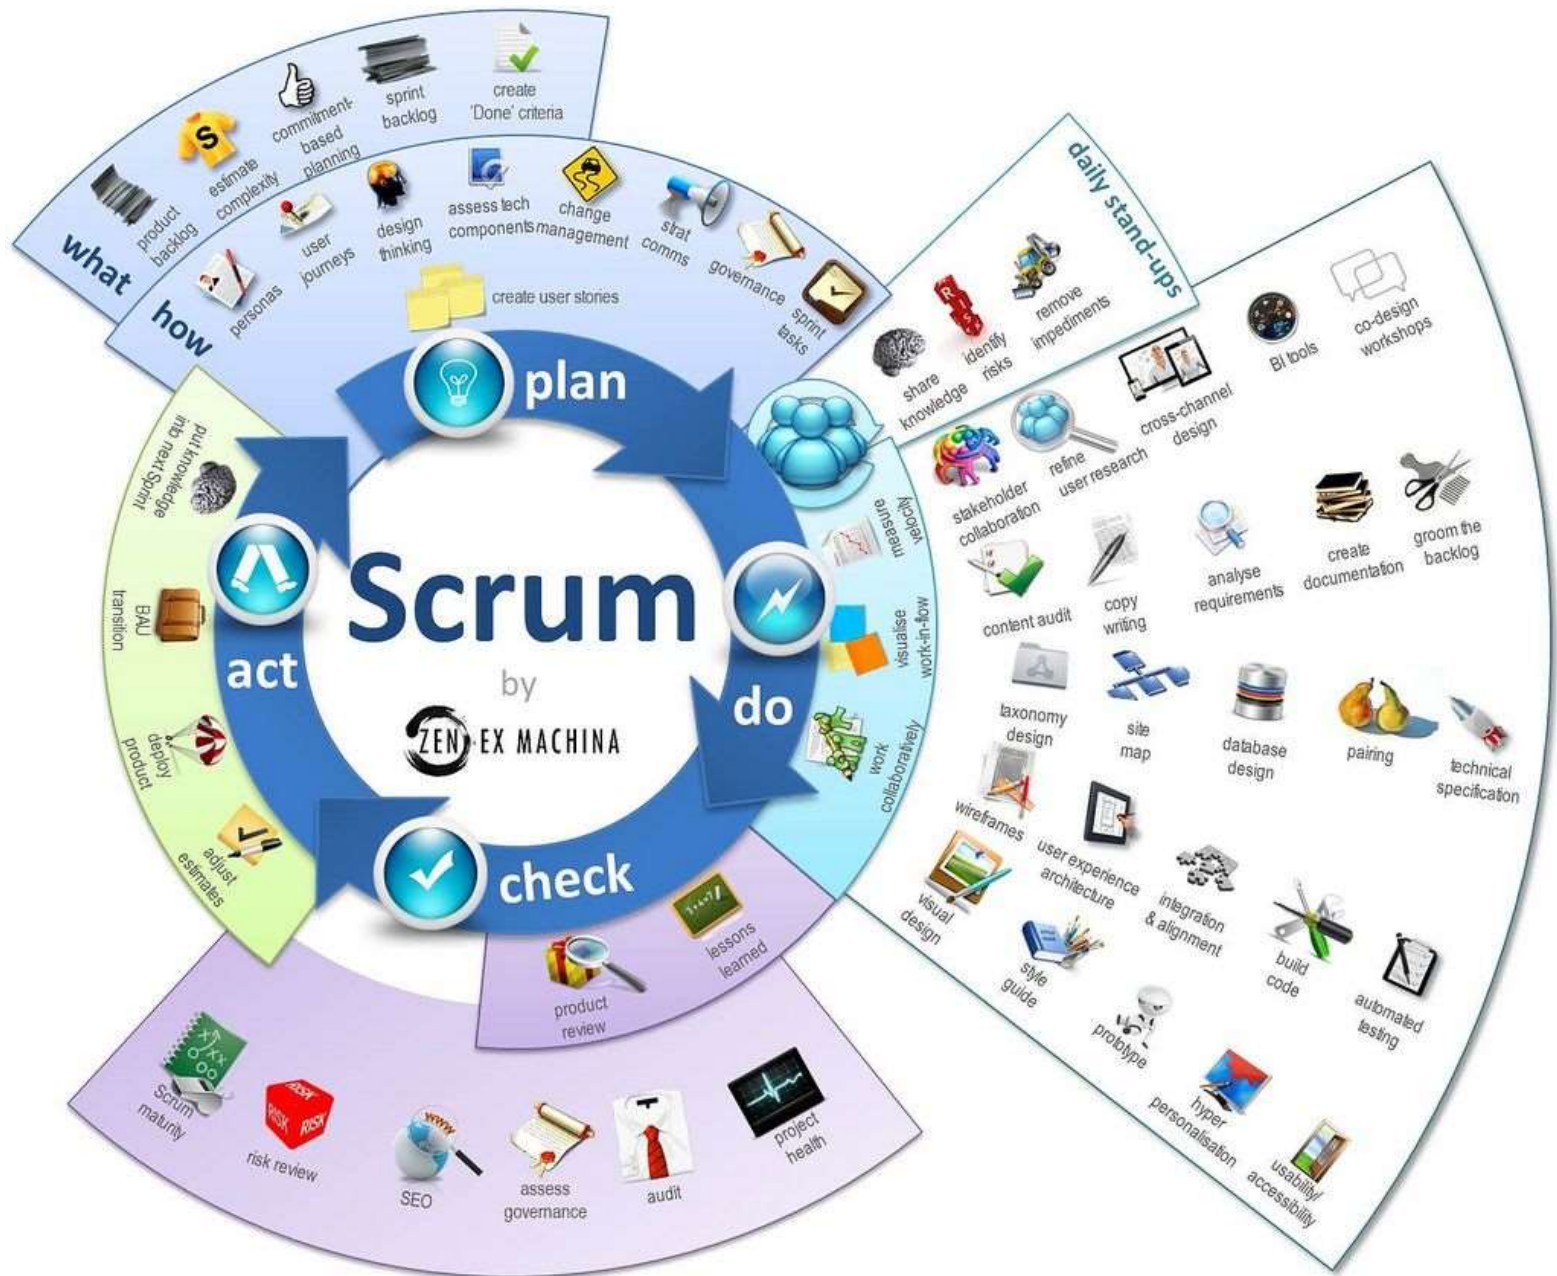 product
backlog
S
estimate
complexity
commitment-
based
planning
sprint
backlog
create
'Done' criteria
what
personas
user
journeys
design
thinking
assess tech
components
change
management
strat
comms
governance
sprint
tasks
create user stories
how
plan
daily stand-ups
share
knowledge
RISK
identify
risks
remove
impediments
stakeholder
collaboration
refine
user research
cross-channel
design
BI tools
co-design
workshops
content audit
copy
writing
analyse
requirements
create
documentation
groom the
backlog
taxonomy
design
site
map
database
design
pairing
technical
specification
wireframes
user experience
architecture
integration
& alignment
build
code
automated
testing
visual
design
style
guide
prototype
hyper
personalisation
usability/
accessibility
measure
velocity
visualise
work-in-flow
work
collaboratively
do
Scrum
by
ZEN EX MACHINA
check
lessons
learned
product
review
Scrum
maturity
RISK
RISK
RISK
risk review
www
SEO
assess
governance
audit
project
health
act
put knowledge
into next Sprint
BAU
transition
deploy
product
adjust
estimates